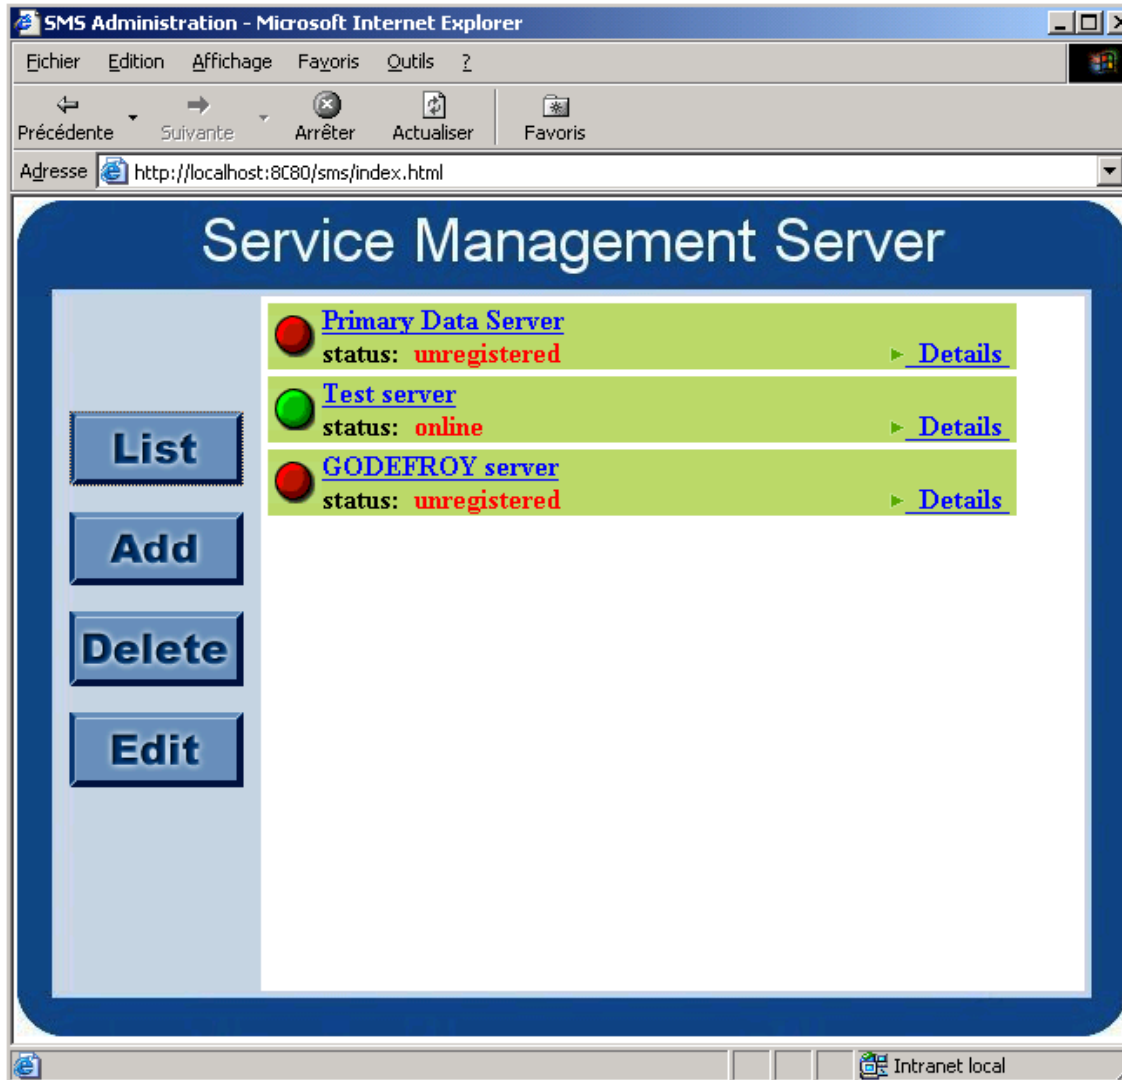 SMS Administration - Microsoft Internet Explorer
Fichier Edition Affichage Favoris Outils ?
Précédente Suivante Arrêter Actualiser Favoris
Adresse http://localhost:8080/sms/index.html
Service Management Server
Primary Data Server
status: unregistered Details
Test server
status: online Details
GODEFROY server
status: unregistered Details
List
Add
Delete
Edit
Intranet local